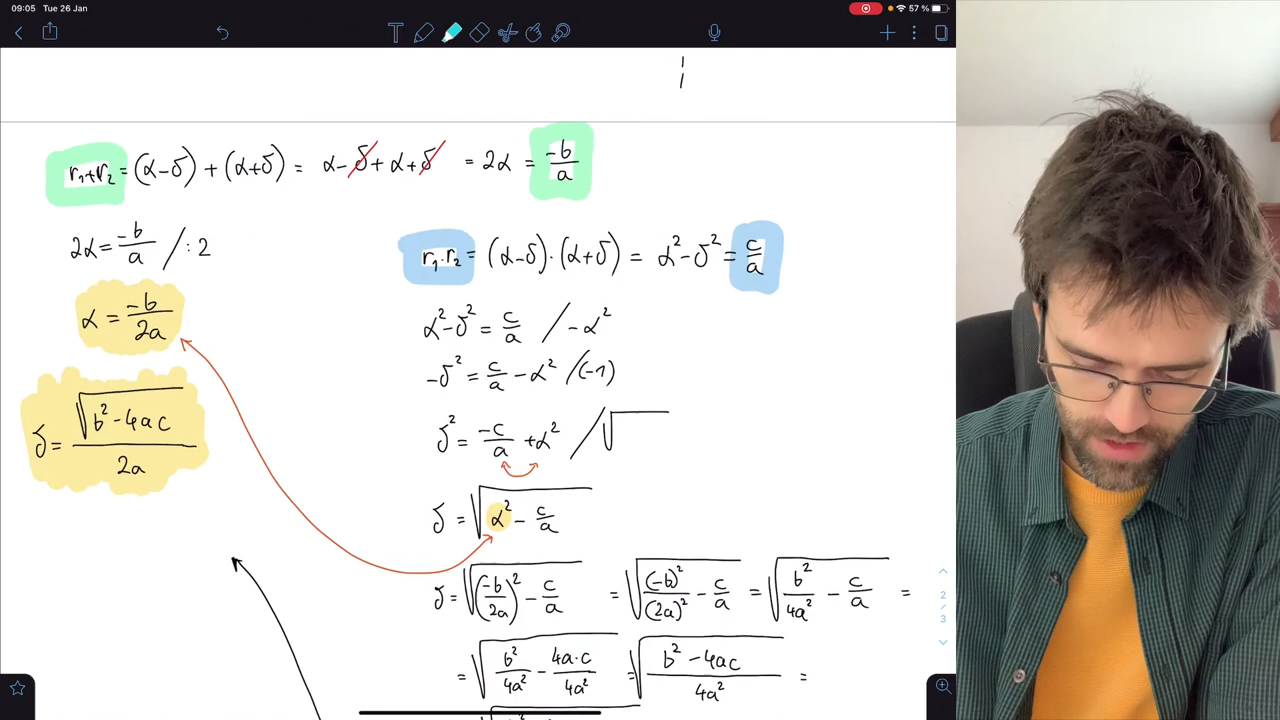 09:05 Tue 26 Jan
57 %
r₁+r₂ = (α-δ) + (α+δ) = α-δ+α+δ = 2α = -b/a
2α = -b/a /:2
r₁·r₂ = (α-δ)·(α+δ) = α²-δ² = c/a
α = -b/2a
α²-δ² = c/a /-α²
-δ² = c/a - α² /(-1)
δ = √(b²-4ac)/2a
δ² = -c/a + α² /√
δ = √(α² - c/a)
δ = √((-b/2a)² - c/a) = √((-b)²/(2a)² - c/a) = √(b²/4a² - c/a) =
= √(b²/4a² - 4a·c/4a²) = √((b²-4ac)/4a²) =
2
/
3